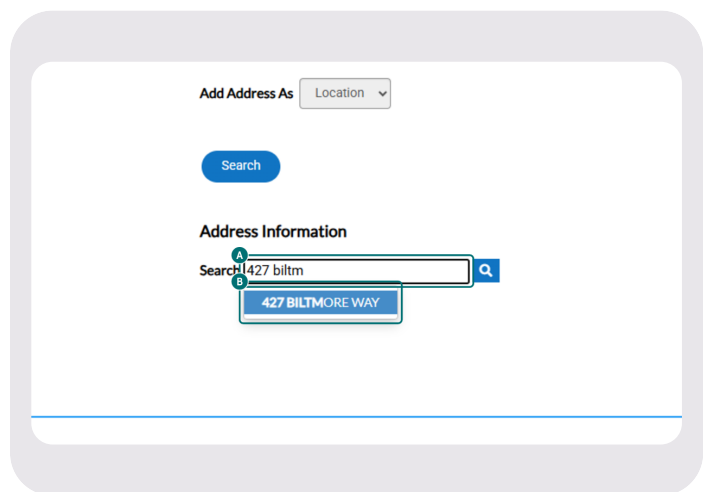 Add Address As Location
Search
Address Information
A
Search 427 biltm
B
427 BILTMORE WAY